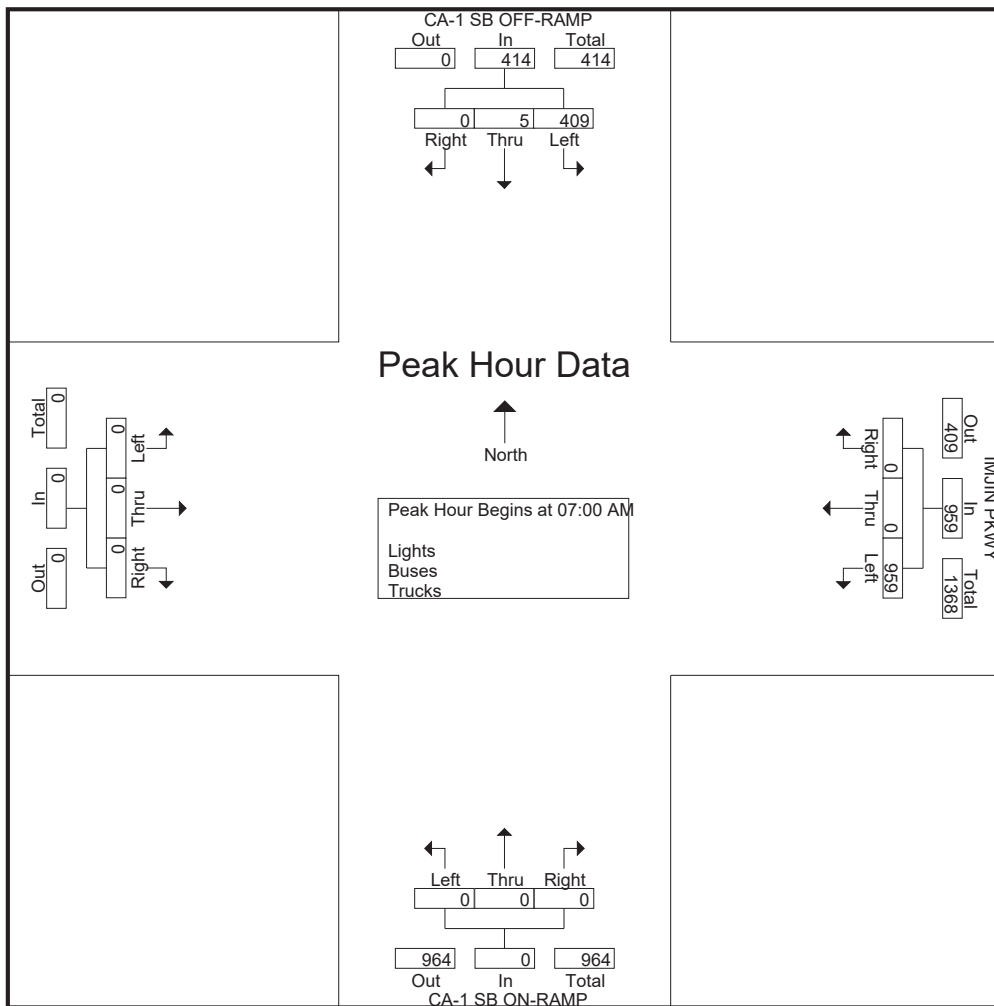 CA-1 SB OFF-RAMP
Out In Total
0 414 414
0 5 409
Right Thru Left
Peak Hour Data
North
Peak Hour Begins at 07:00 AM
Lights
Buses
Trucks
Total In Out
0 0 0
0 0 0
Left Thru Right
Out In Total
409 959 1368
IMJIN PKWY
Right Thru Left
0 0 959
Left Thru Right
0 0 0
964 0 964
Out In Total
CA-1 SB ON-RAMP